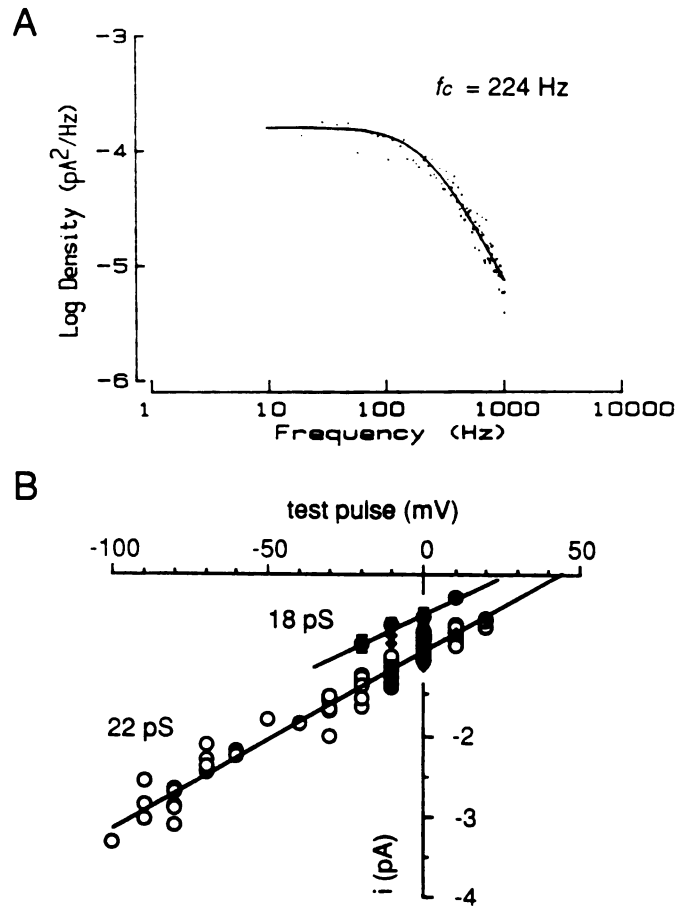 A
-3
fc = 224 Hz
-4
-5
-6
Log Density (pA2/Hz)
1 10 100 1000 10000
Frequency (Hz)
B
test pulse (mV)
-100 -50 0 50
18 pS
22 pS
-2
-3
-4
i (pA)